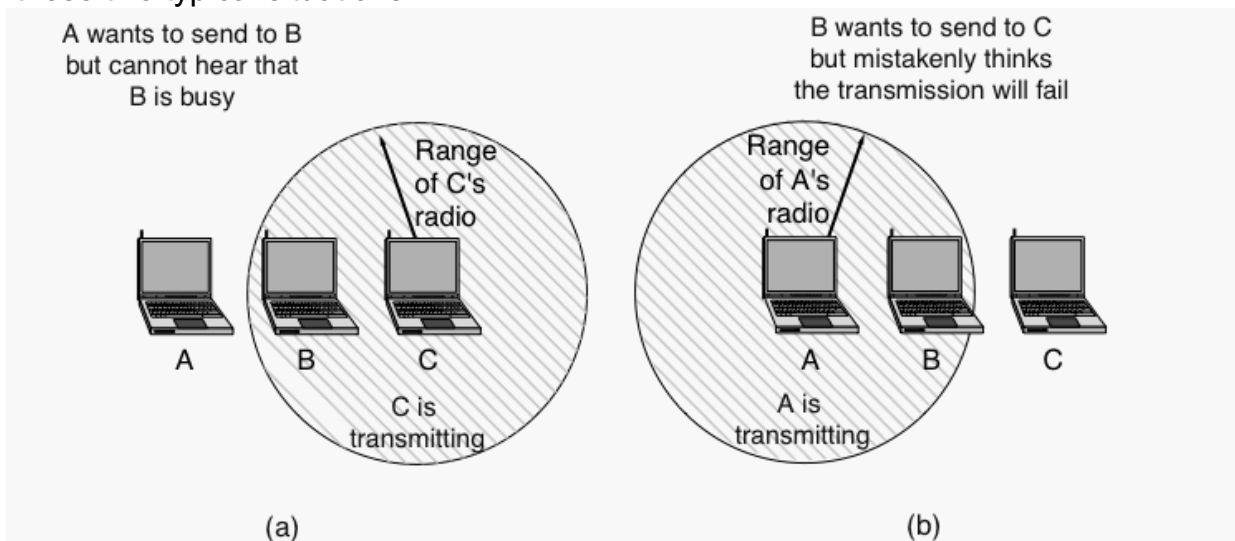 A wants to send to B
but cannot hear that
B is busy
B wants to send to C
but mistakenly thinks
the transmission will fail
Range
of C's
radio
A
B
C
C is
transmitting
(a)
Range
of A's
radio
A
B
C
A is
transmitting
(b)